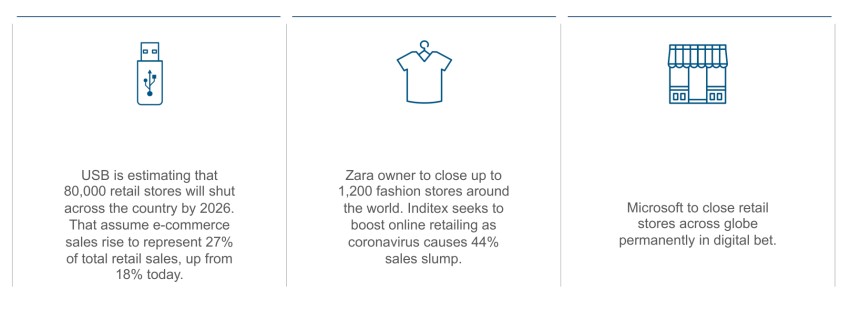 USB is estimating that
80,000 retail stores will shut
across the country by 2026.
That assume e-commerce
sales rise to represent 27%
of total retail sales, up from
18% today.
Zara owner to close up to
1,200 fashion stores around
the world. Inditex seeks to
boost online retailing as
coronavirus causes 44%
sales slump.
Microsoft to close retail
stores across globe
permanently in digital bet.